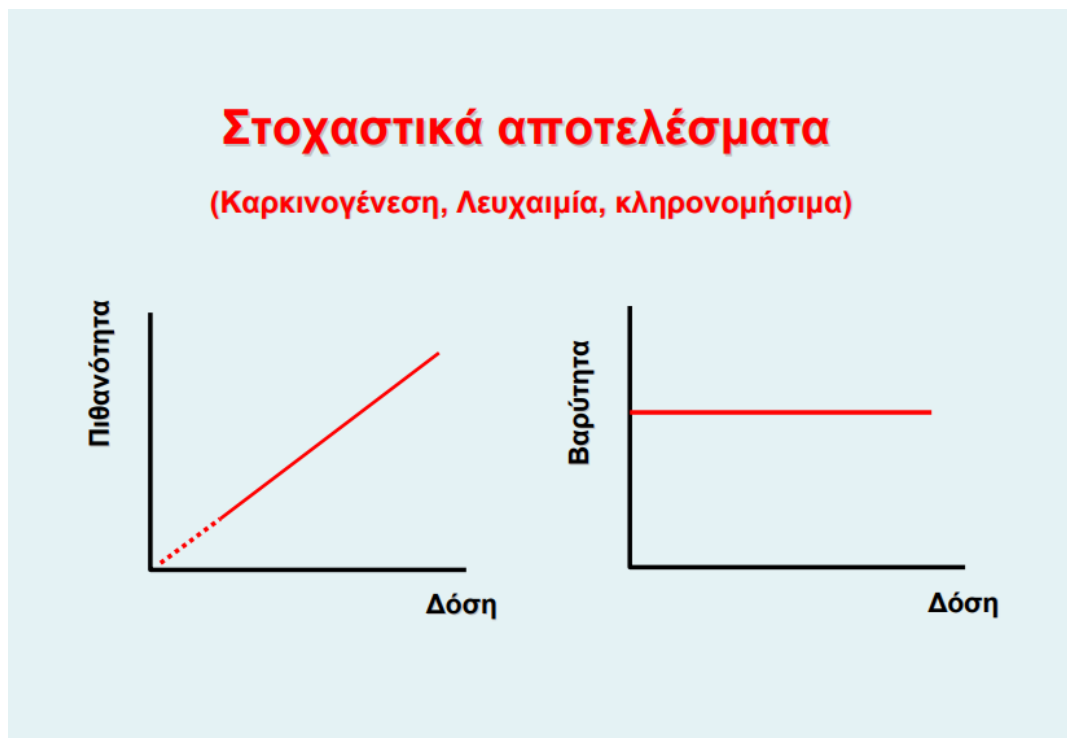 Στοχαστικά αποτελέσματα
(Καρκινογένεση, Λευχαιμία, κληρονομήσιμα)
Πιθανότητα
Δόση
Βαρύτητα
Δόση